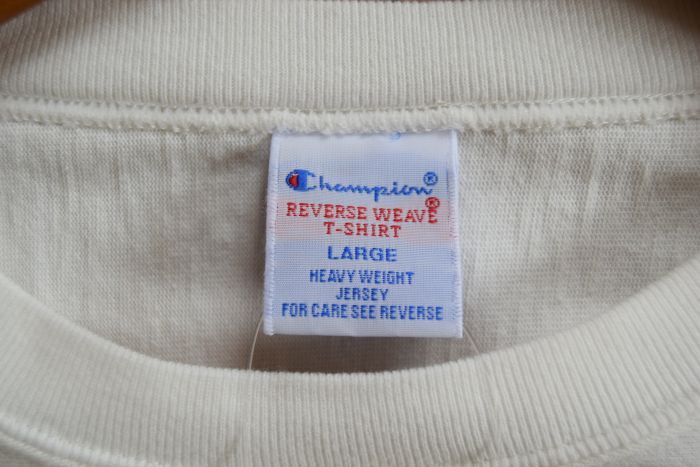 Champion®
REVERSE WEAVE®
T-SHIRT
LARGE
HEAVY WEIGHT
JERSEY
FOR CARE SEE REVERSE